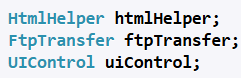 HtmlHelper htmlHelper;
FtpTransfer ftpTransfer;
UIControl uiControl;